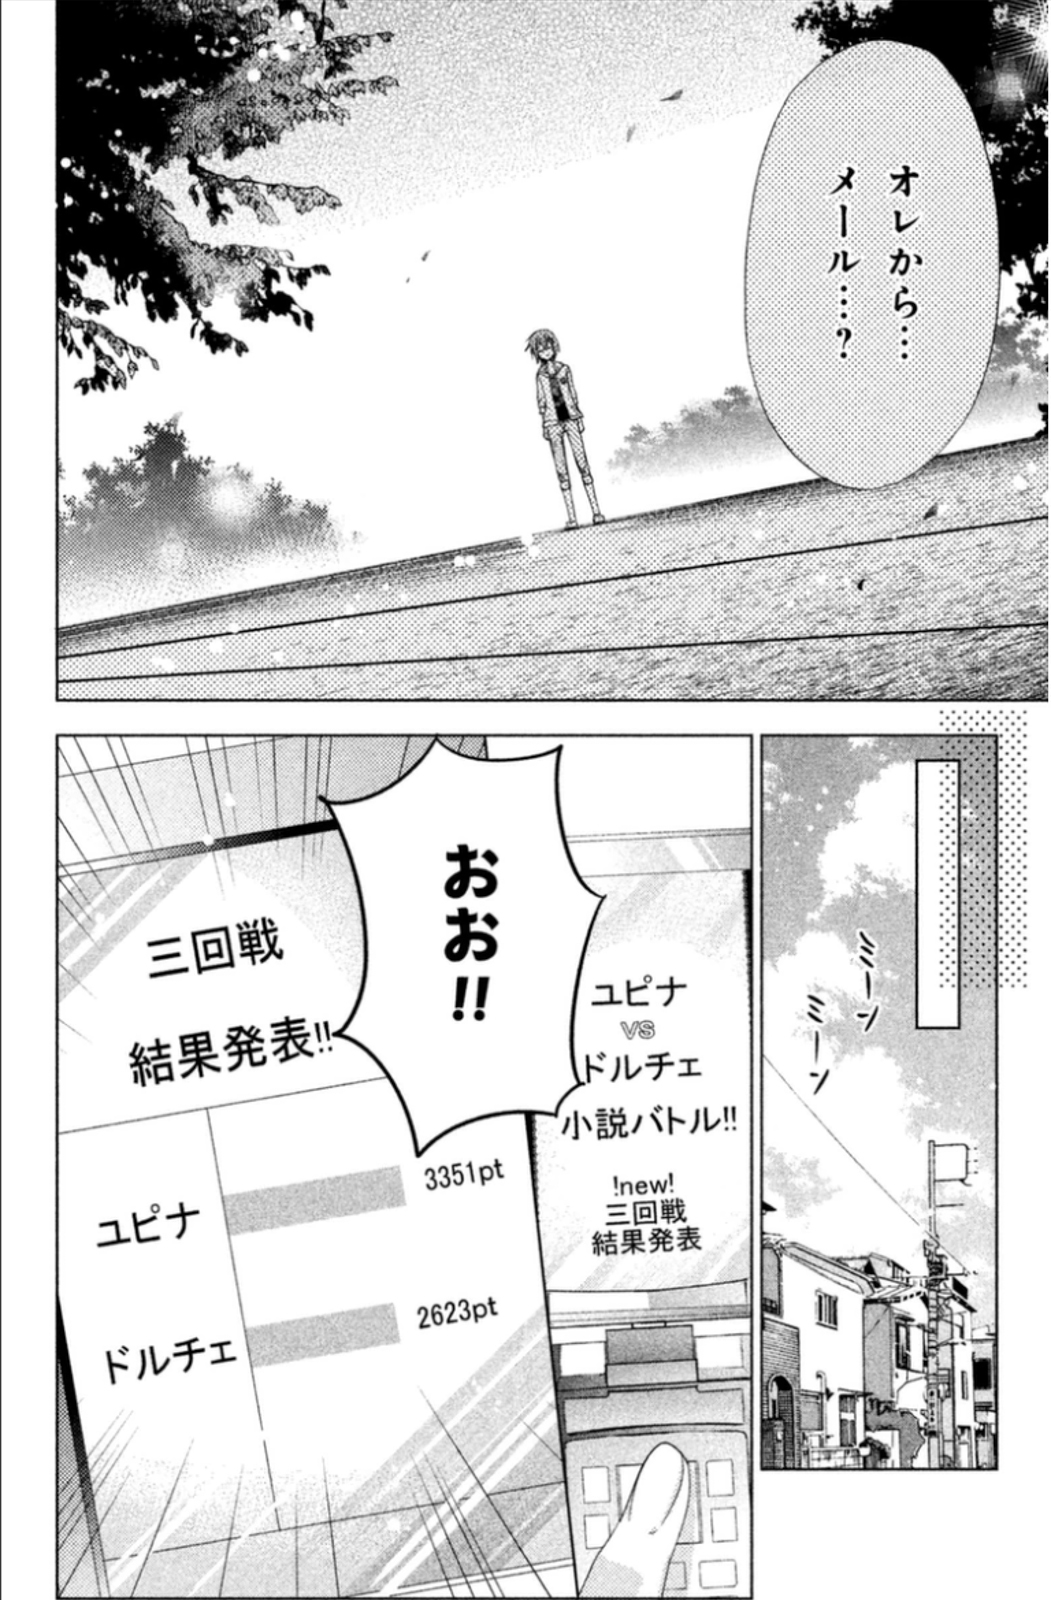 オレから…
メール……?
ミーン
ミーン
おお!!
ユピナ
vs
ドルチェ
小説バトル!!
!new!
三回戦
結果発表
三回戦
結果発表!!
ユピナ
3351pt
ドルチェ
2623pt